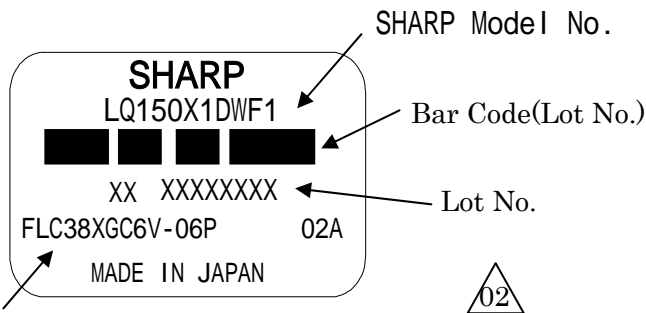 SHARP Model No.
SHARP
LQ150X1DWF1
Bar Code(Lot No.)
XX XXXXXXXX
Lot No.
FLC38XGC6V-06P 02A
MADE IN JAPAN
02